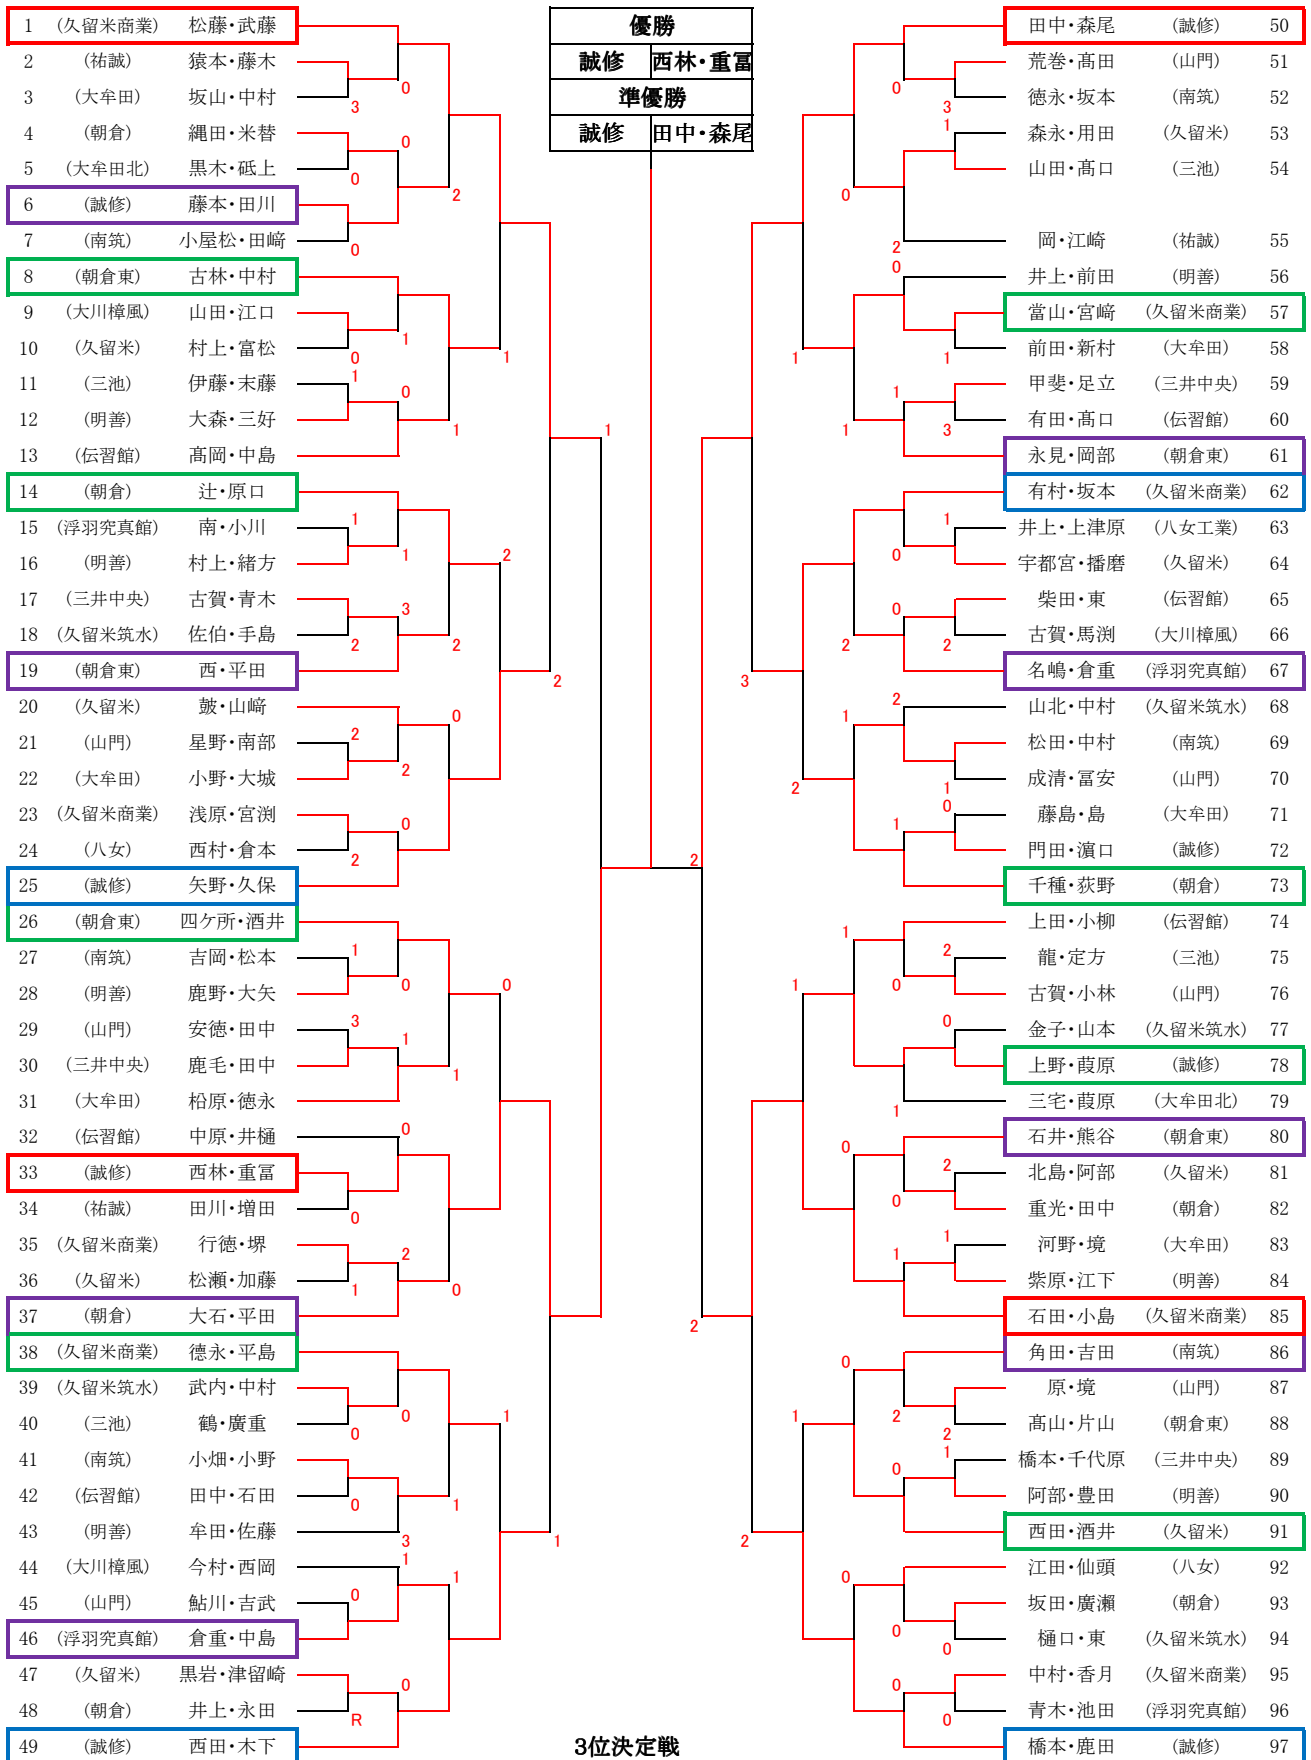 優勝
誠修 西林・重冨
準優勝
誠修 田中・森尾
1 (久留米商業) 松藤・武藤
2 (祐誠) 猿本・藤木
3 (大牟田) 坂山・中村
4 (朝倉) 縄田・米替
5 (大牟田北) 黒木・砥上
6 (誠修) 藤本・田川
7 (南筑) 小屋松・田﨑
8 (朝倉東) 古林・中村
9 (大川樟風) 山田・江口
10 (久留米) 村上・富松
11 (三池) 伊藤・末藤
12 (明善) 大森・三好
13 (伝習館) 髙岡・中島
14 (朝倉) 辻・原口
15 (浮羽究真館) 南・小川
16 (明善) 村上・緒方
17 (三井中央) 古賀・青木
18 (久留米筑水) 佐伯・手島
19 (朝倉東) 西・平田
20 (久留米) 鼓・山﨑
21 (山門) 星野・南部
22 (大牟田) 小野・大城
23 (久留米商業) 浅原・宮渕
24 (八女) 西村・倉本
25 (誠修) 矢野・久保
26 (朝倉東) 四ケ所・酒井
27 (南筑) 吉岡・松本
28 (明善) 鹿野・大矢
29 (山門) 安徳・田中
30 (三井中央) 鹿毛・田中
31 (大牟田) 柗原・徳永
32 (伝習館) 中原・井樋
33 (誠修) 西林・重冨
34 (祐誠) 田川・増田
35 (久留米商業) 行徳・堺
36 (久留米) 松瀬・加藤
37 (朝倉) 大石・平田
38 (久留米商業) 德永・平島
39 (久留米筑水) 武内・中村
40 (三池) 鶴・廣重
41 (南筑) 小畑・小野
42 (伝習館) 田中・石田
43 (明善) 牟田・佐藤
44 (大川樟風) 今村・西岡
45 (山門) 鮎川・吉武
46 (浮羽究真館) 倉重・中島
47 (久留米) 黒岩・津留崎
48 (朝倉) 井上・永田
49 (誠修) 西田・木下
田中・森尾 (誠修) 50
荒巻・髙田 (山門) 51
徳永・坂本 (南筑) 52
森永・用田 (久留米) 53
山田・髙口 (三池) 54
岡・江崎 (祐誠) 55
井上・前田 (明善) 56
當山・宮﨑 (久留米商業) 57
前田・新村 (大牟田) 58
甲斐・足立 (三井中央) 59
有田・髙口 (伝習館) 60
永見・岡部 (朝倉東) 61
有村・坂本 (久留米商業) 62
井上・上津原 (八女工業) 63
宇都宮・播磨 (久留米) 64
柴田・東 (伝習館) 65
古賀・馬渕 (大川樟風) 66
名嶋・倉重 (浮羽究真館) 67
山北・中村 (久留米筑水) 68
松田・中村 (南筑) 69
成清・冨安 (山門) 70
藤島・島 (大牟田) 71
門田・濵口 (誠修) 72
千種・荻野 (朝倉) 73
上田・小柳 (伝習館) 74
龍・定方 (三池) 75
古賀・小林 (山門) 76
金子・山本 (久留米筑水) 77
上野・葭原 (誠修) 78
三宅・葭原 (大牟田北) 79
石井・熊谷 (朝倉東) 80
北島・阿部 (久留米) 81
重光・田中 (朝倉) 82
河野・境 (大牟田) 83
紫原・江下 (明善) 84
石田・小島 (久留米商業) 85
角田・吉田 (南筑) 86
原・境 (山門) 87
髙山・片山 (朝倉東) 88
橋本・千代原 (三井中央) 89
阿部・豊田 (明善) 90
西田・酒井 (久留米) 91
江田・仙頭 (八女) 92
坂田・廣瀨 (朝倉) 93
樋口・東 (久留米筑水) 94
中村・香月 (久留米商業) 95
青木・池田 (浮羽究真館) 96
橋本・鹿田 (誠修) 97
3位決定戦